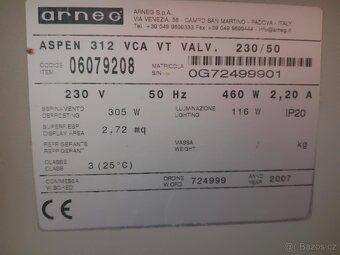 arneg
ARNEG S.p.A.
VIA VENEZIA, 58 - CAMPO SAN MARTINO - PADOVA - ITALY
Tel. +39 049 9699333 - Fax +39 049 9699444 - info@arneg.it
ASPEN 312 VCA VT VALV. 230/50
CODICE
ITEM
06079208
MATRICOLA
S/N
0G72499901
230 V 50 Hz 460 W 2,20 A
SBRINAMENTO
DEFROSTING
305 W
ILLUMINAZIONE
LIGHTING
116 W
IP20
SUPERF. ESP.
DISPLAY AREA
2,72 mq
MASSA
WEIGHT
/ kg
REFRIGERANTE
REFRIGERANT
CLASSE
CLASS
3 (25°C)
COMMESSA
ORDINE
W.ORD.
724999
ANNO
YEAR
2007
CE
bazoš.cz